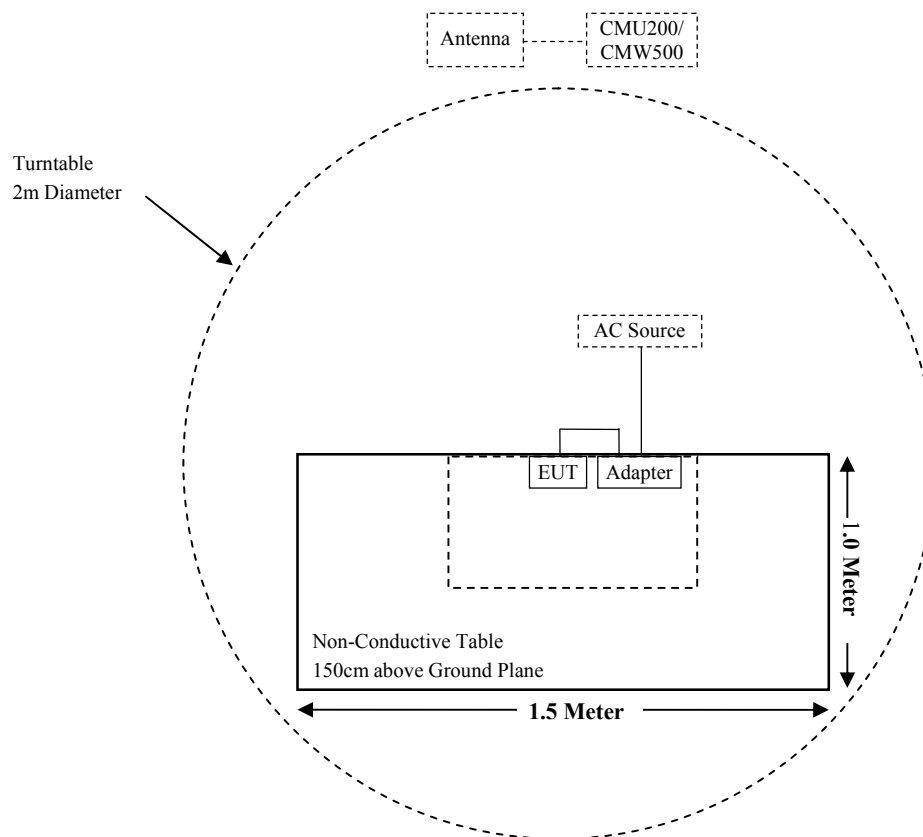 Antenna
CMU200/
CMW500
Turntable
2m Diameter
AC Source
EUT
Adapter
1.0 Meter
Non-Conductive Table
150cm above Ground Plane
1.5 Meter